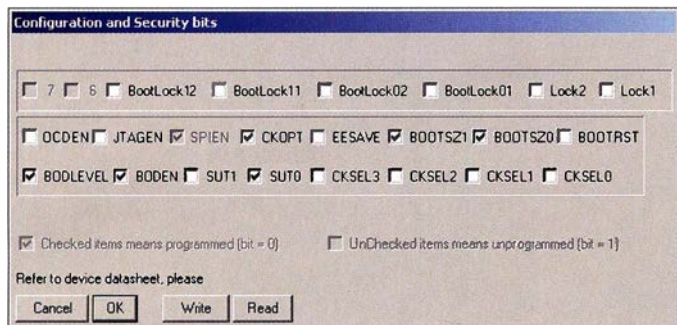 Configuration and Security bits
7 6 BootLock12 BootLock11 BootLock02 BootLock01 Lock2 Lock1
OCDEN JTAGEN SPIEN CKOPT EESAVE BOOTSZ1 BOOTSZ0 BOOTRST
BODLEVEL BODEN SUT1 SUT0 CKSEL3 CKSEL2 CKSEL1 CKSEL0
Checked items means programmed (bit = 0) UnChecked items means unprogrammed (bit = 1)
Refer to device datasheet, please
Cancel OK Write Read